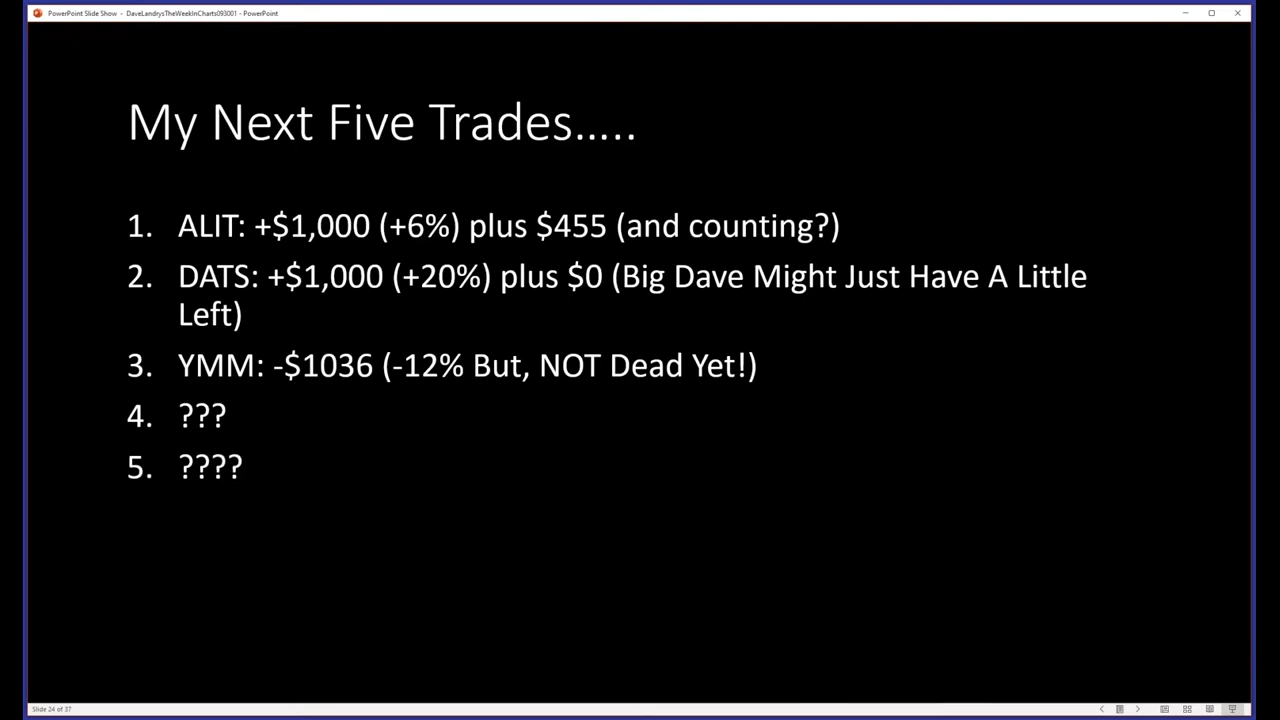 PowerPoint Slide Show - DaveLandrysTheWeekInCharts093001 - PowerPoint
My Next Five Trades.....
1. ALIT: +$1,000 (+6%) plus $455 (and counting?)
2. DATS: +$1,000 (+20%) plus $0 (Big Dave Might Just Have A Little
Left)
3. YMM: -$1036 (-12% But, NOT Dead Yet!)
4. ???
5. ????
Slide 24 of 37